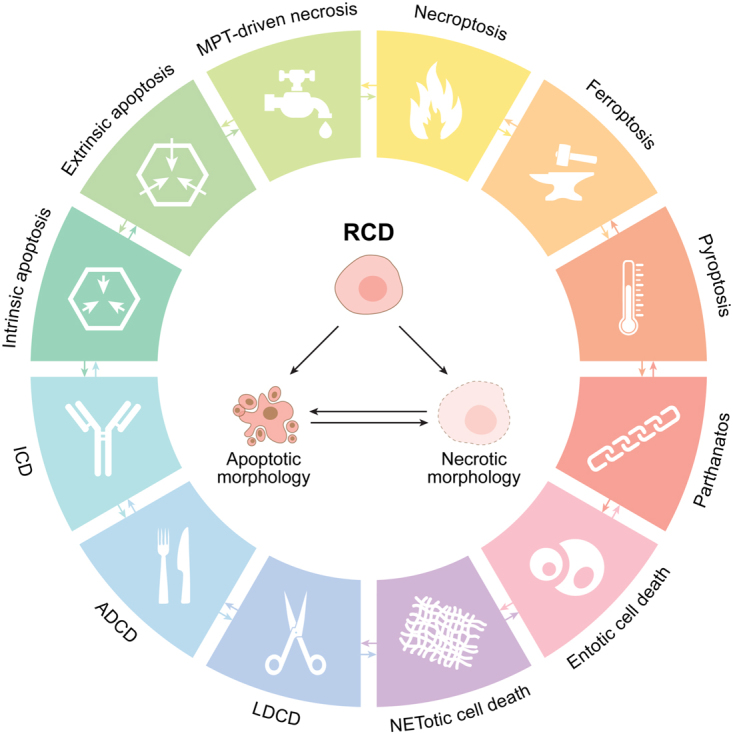 MPT-driven necrosis
Necroptosis
Ferroptosis
Pyroptosis
Parthanatos
Entotic cell death
NETotic cell death
LDCD
ADCD
ICD
Intrinsic apoptosis
Extrinsic apoptosis
RCD
Apoptotic
morphology
Necrotic
morphology